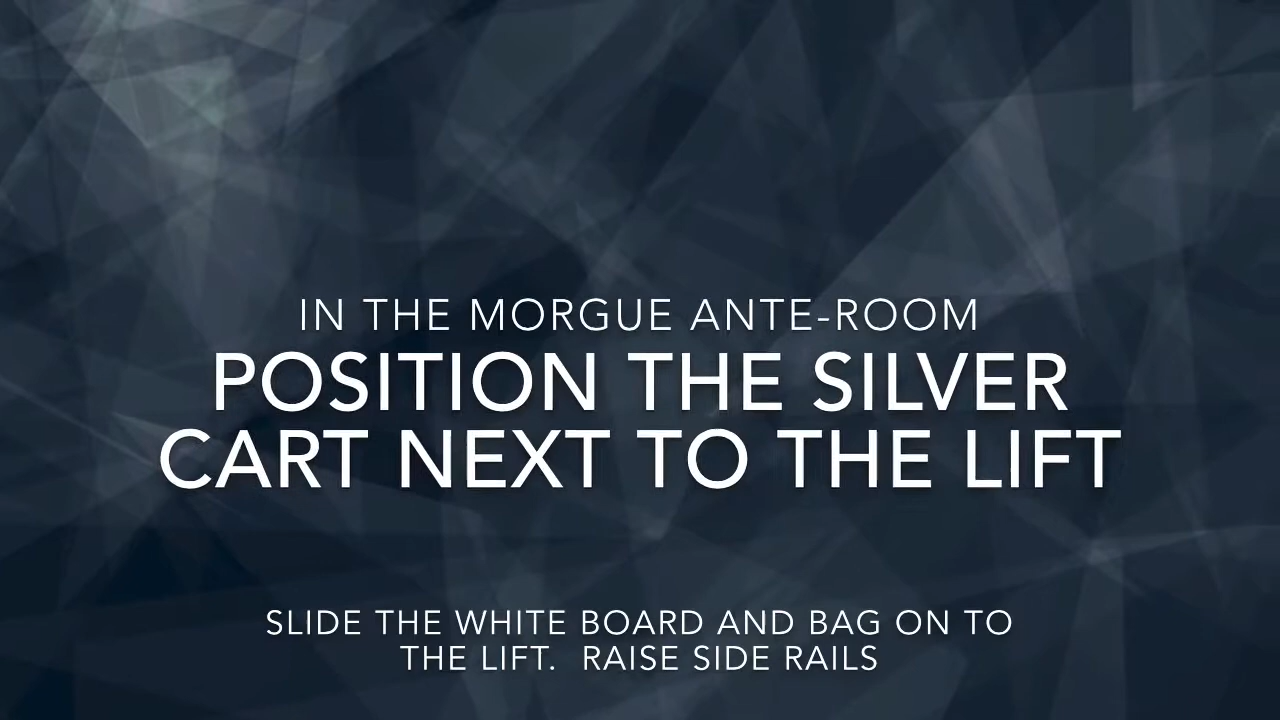 IN THE MORGUE ANTE-ROOM
POSITION THE SILVER
CART NEXT TO THE LIFT
SLIDE THE WHITE BOARD AND BAG ON TO
THE LIFT.  RAISE SIDE RAILS